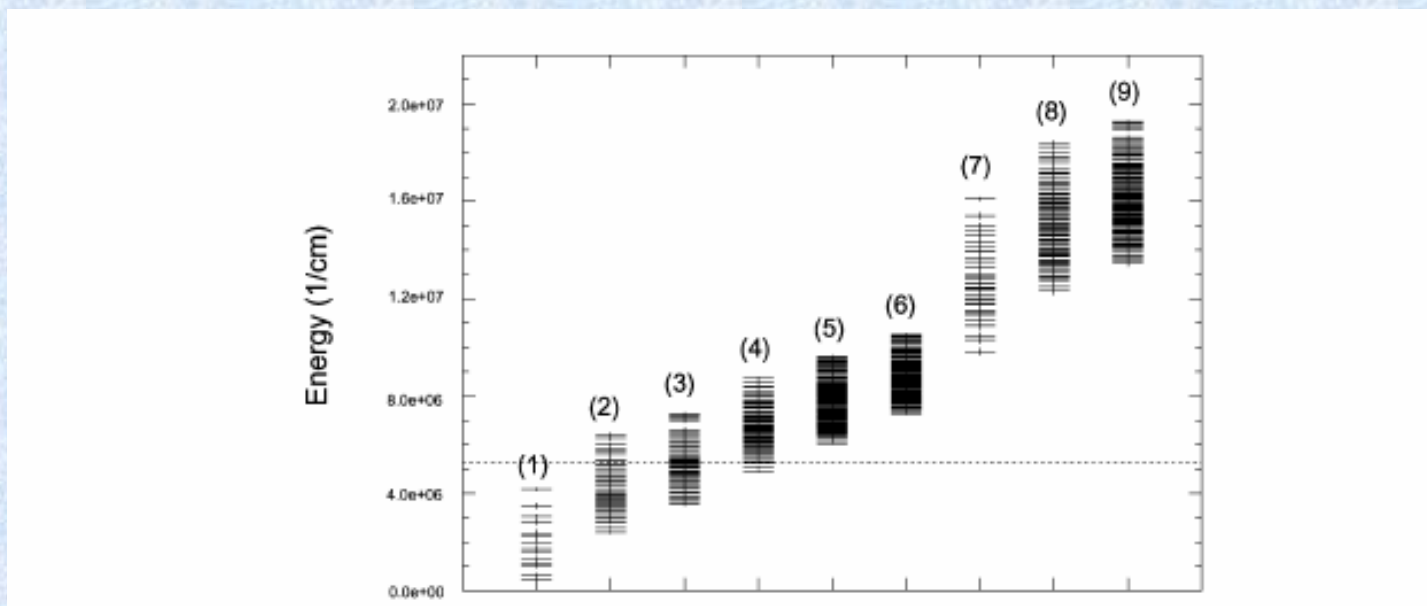 (9)
2.0e+07
(8)
(7)
1.6e+07
(6)
1.2e+07
(5)
(4)
(3)
8.0e+06
(2)
(1)
4.0e+06
0.0e+00
Energy (1/cm)